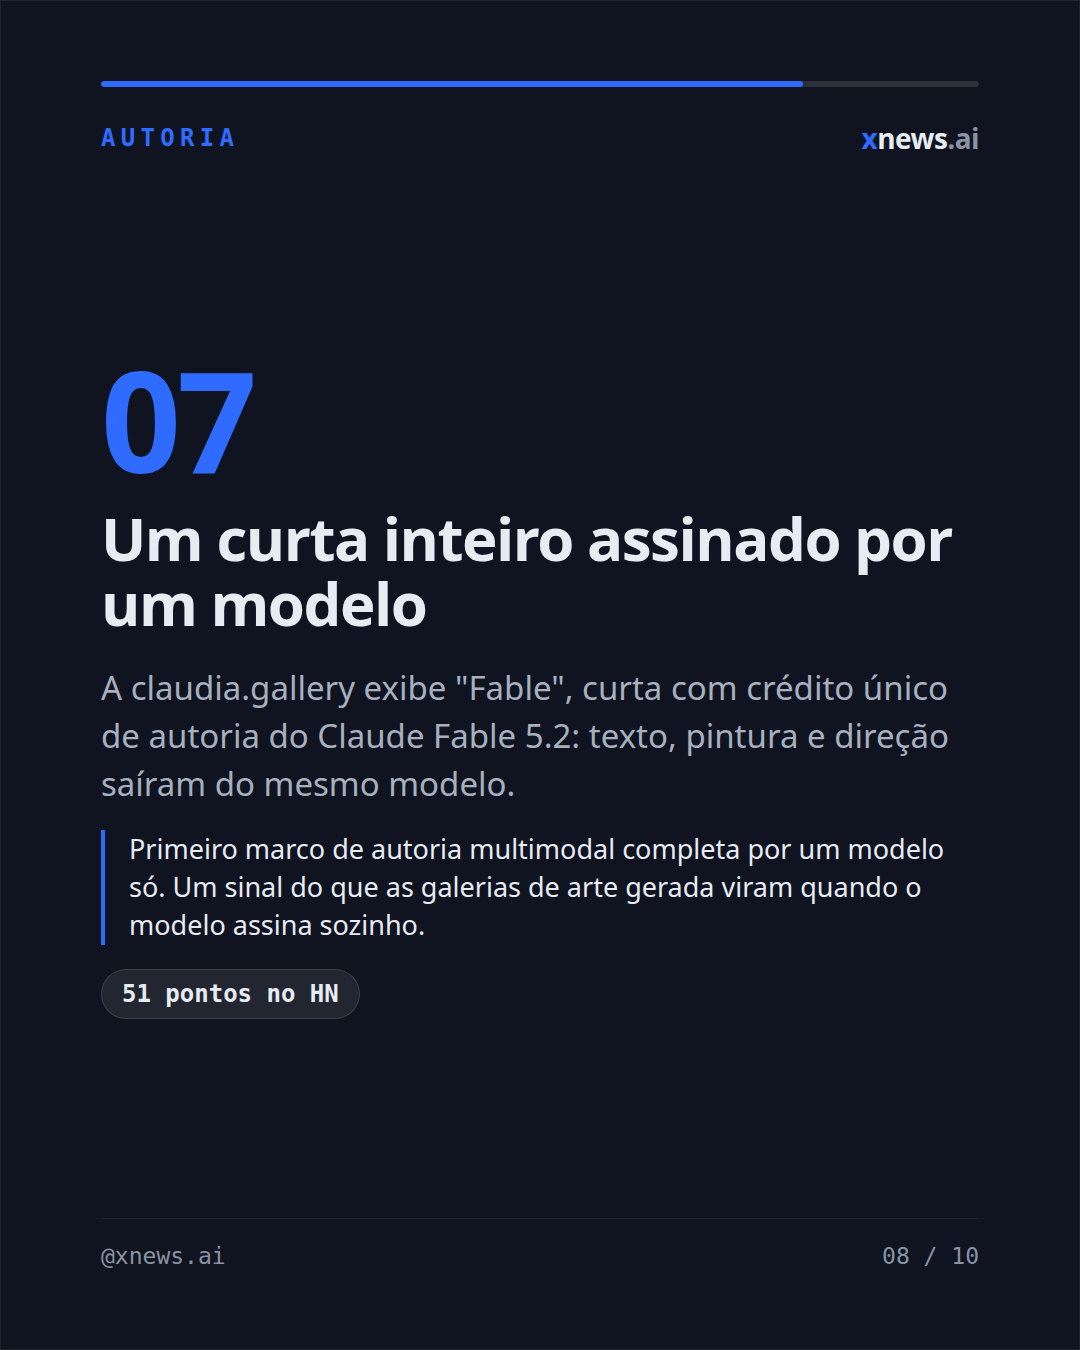 AUTORIA
xnews.ai
07
Um curta inteiro assinado por
um modelo
A claudia.gallery exibe "Fable", curta com crédito único
de autoria do Claude Fable 5.2: texto, pintura e direção
saíram do mesmo modelo.
Primeiro marco de autoria multimodal completa por um modelo
só. Um sinal do que as galerias de arte gerada viram quando o
modelo assina sozinho.
51 pontos no HN
@xnews.ai
08 / 10